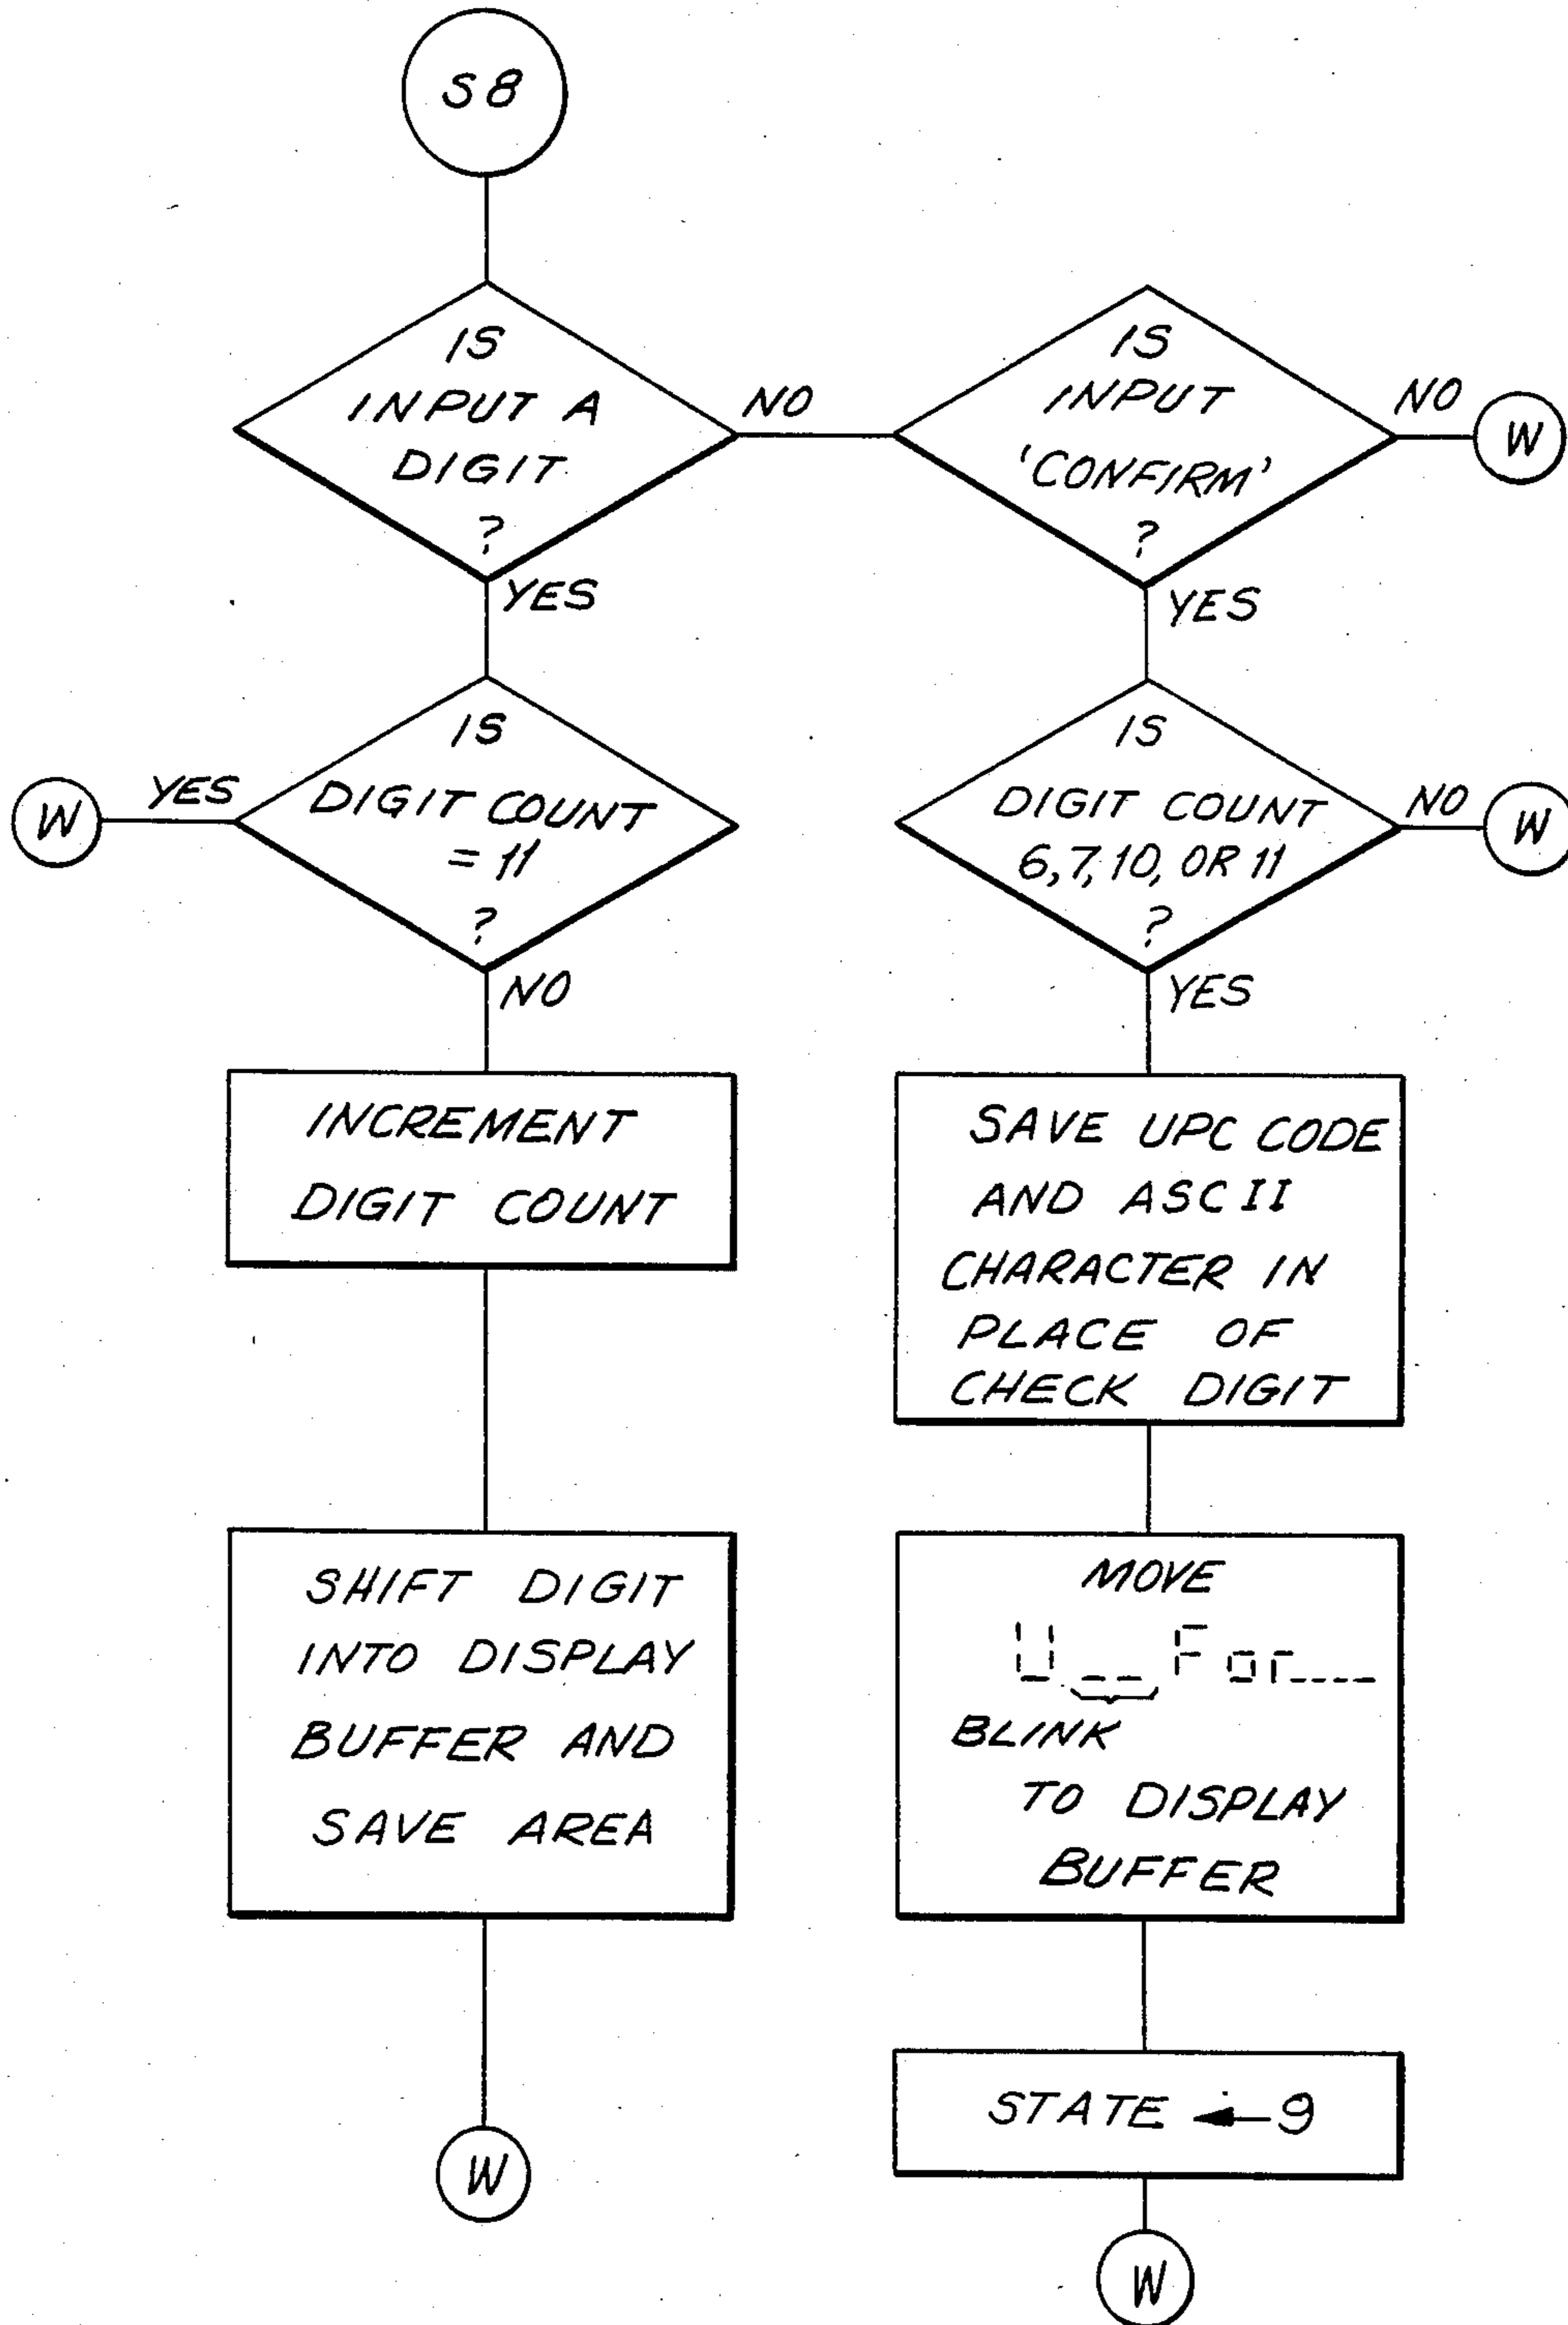 S8
IS
INPUT A
DIGIT
?
NO
YES
IS
INPUT
'CONFIRM'
?
NO
W
YES
W
YES
IS
DIGIT COUNT
= 11
?
NO
IS
DIGIT COUNT
6, 7, 10, OR 11
?
NO
W
YES
INCREMENT
DIGIT COUNT
SHIFT DIGIT
INTO DISPLAY
BUFFER AND
SAVE AREA
W
SAVE UPC CODE
AND ASCII
CHARACTER IN
PLACE OF
CHECK DIGIT
MOVE
U _ _ For _ _ _
BLINK
TO DISPLAY
BUFFER
STATE ← 9
W